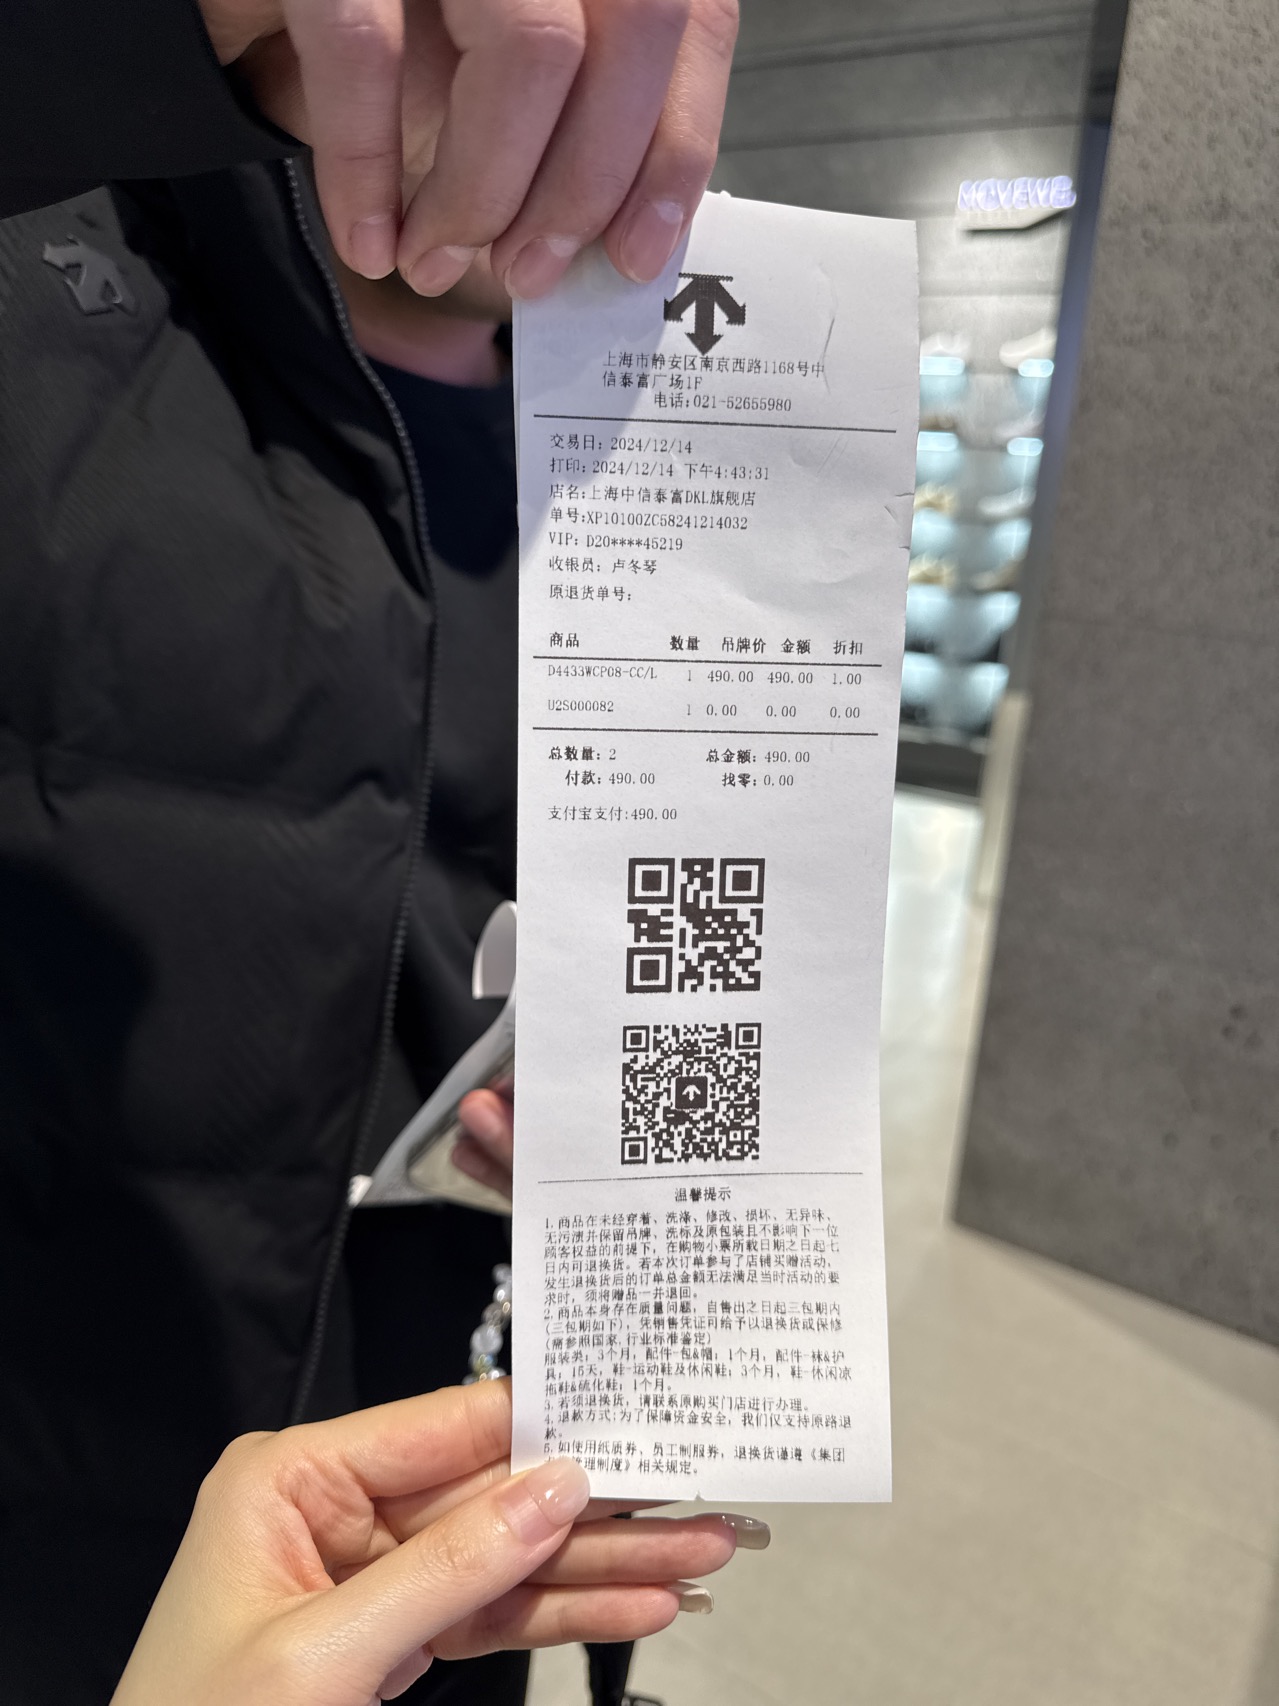 MOVEWEL
上海市静安区南京西路1168号中
信泰富广场1F
电话:021-52655980
交易日: 2024/12/14
打印: 2024/12/14 下午4:43:31
店名:上海中信泰富DKL旗舰店
单号:XP10100ZC58241214032
VIP: D20****45219
收银员: 卢冬琴
原退货单号:
商品 数量 吊牌价 金额 折扣
D4433WCP08-CC/L 1 490.00 490.00 1.00
U2S000082 1 0.00 0.00 0.00
总数量: 2 总金额: 490.00
付款: 490.00 找零: 0.00
支付宝支付:490.00
温馨提示
1. 商品在未经穿着、洗涤、修改、损坏、无异味、
无污渍并保留吊牌、洗标及原包装且不影响下一位
顾客权益的前提下, 在购物小票所载日期之日起七
日内可退换货。若本次订单参与了店铺买赠活动,
发生退换货后的订单总金额无法满足当时活动的要
求时, 须将赠品一并退回。
2. 商品本身存在质量问题, 自售出之日起三包期内
(三包期如下), 凭销售凭证可给予以退换货或保修
(需参照国家,行业标准鉴定)
服装类: 3个月, 配件-包&帽: 1个月, 配件-袜&护
具: 15天, 鞋-运动鞋及休闲鞋: 3个月, 鞋-休闲凉
拖鞋&硫化鞋: 1个月。
3. 若须退换货, 请联系原购买门店进行办理。
4. 退款方式:为了保障资金安全, 我们仅支持原路退
款。
5. 如使用纸质券、员工制服券, 退换货谨遵《集团
管理制度》相关规定。